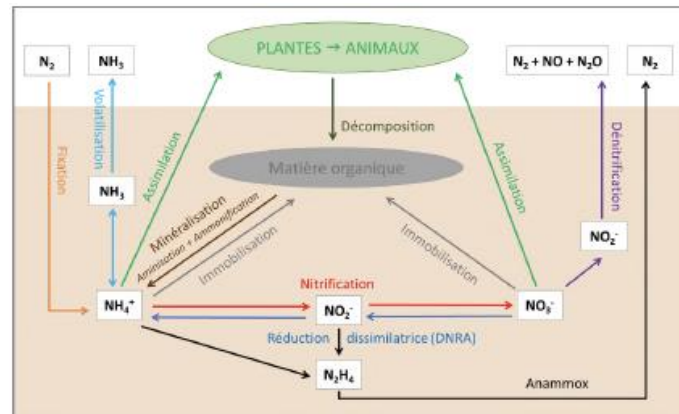 PLANTES → ANIMAUX
N₂
NH₃
N₂ + NO + N₂O
N₂
Fixation
Volatilisation
Assimilation
Décomposition
Assimilation
Dénitrification
Matière organique
NH₃
Minéralisation
Aminisation + Ammonification
Immobilisation
Immobilisation
NO₂⁻
Nitrification
NH₄⁺
NO₂⁻
NO₃⁻
Réduction dissimilatrice (DNRA)
N₂H₄
Anammox